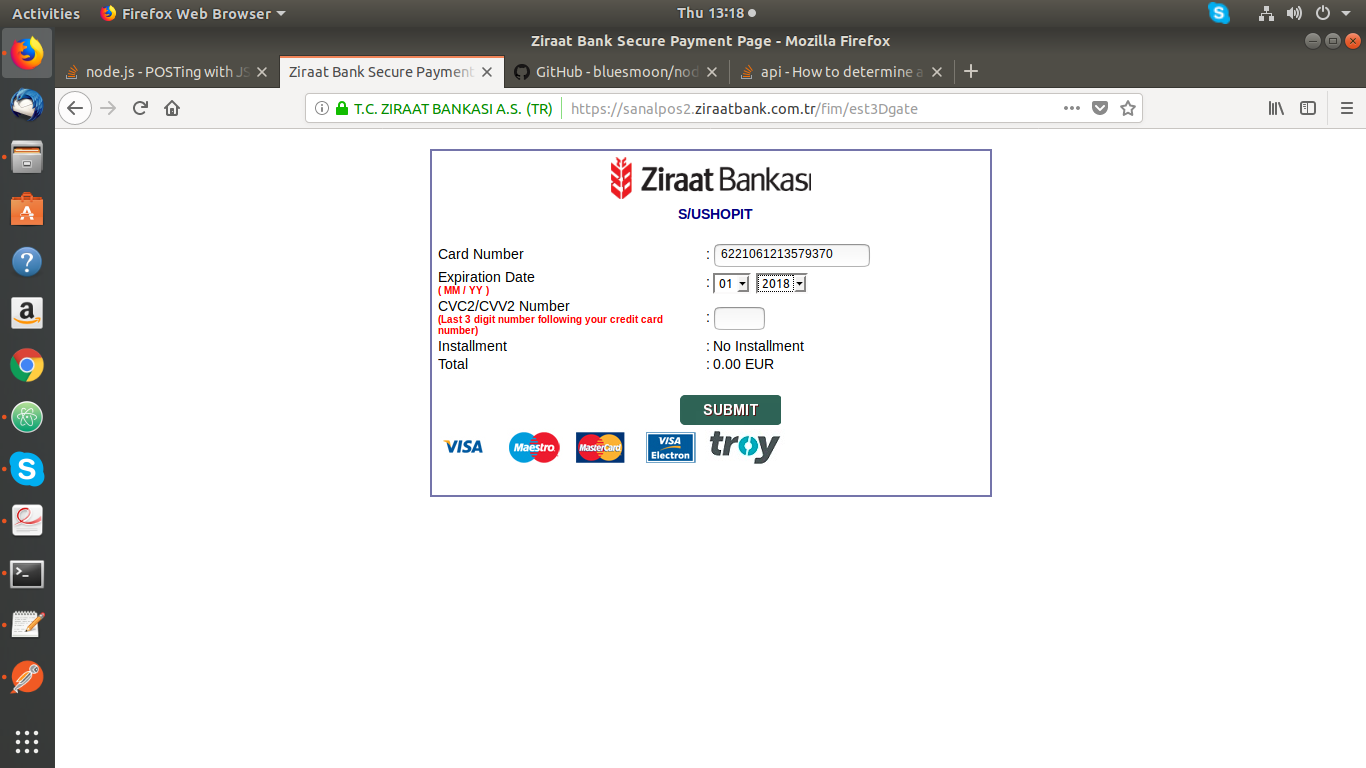 Activities Firefox Web Browser Thu 13:18
Ziraat Bank Secure Payment Page - Mozilla Firefox
node.js - POSTing with JS Ziraat Bank Secure Payment GitHub - bluesmoon/nod api - How to determine a
T.C. ZIRAAT BANKASI A.S. (TR) https://sanalpos2.ziraatbank.com.tr/fim/est3Dgate
Ziraat Bankası
S/USHOPIT
Card Number : 6221061213579370
Expiration Date : 01 2018
( MM / YY )
CVC2/CVV2 Number :
(Last 3 digit number following your credit card
number)
Installment : No Installment
Total : 0.00 EUR
SUBMIT
VISA Maestro MasterCard VISA Electron troy